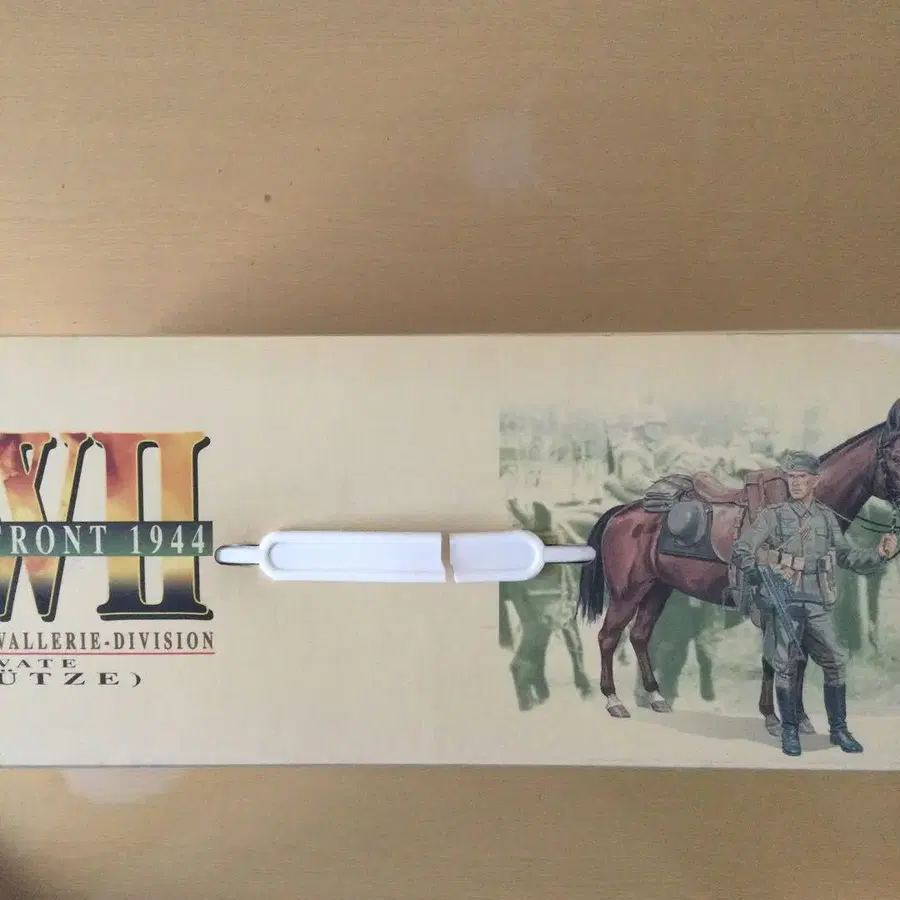 WII
FRONT 1944
VALLERIE-DIVISION
VATE
ÜTZE)